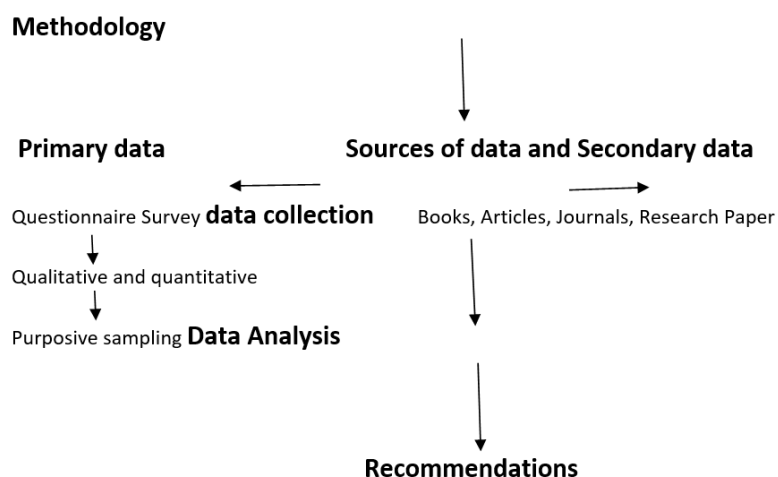 Methodology
Primary data Sources of data and Secondary data
Questionnaire Survey data collection Books, Articles, Journals, Research Paper
Qualitative and quantitative
Purposive sampling Data Analysis
Recommendations